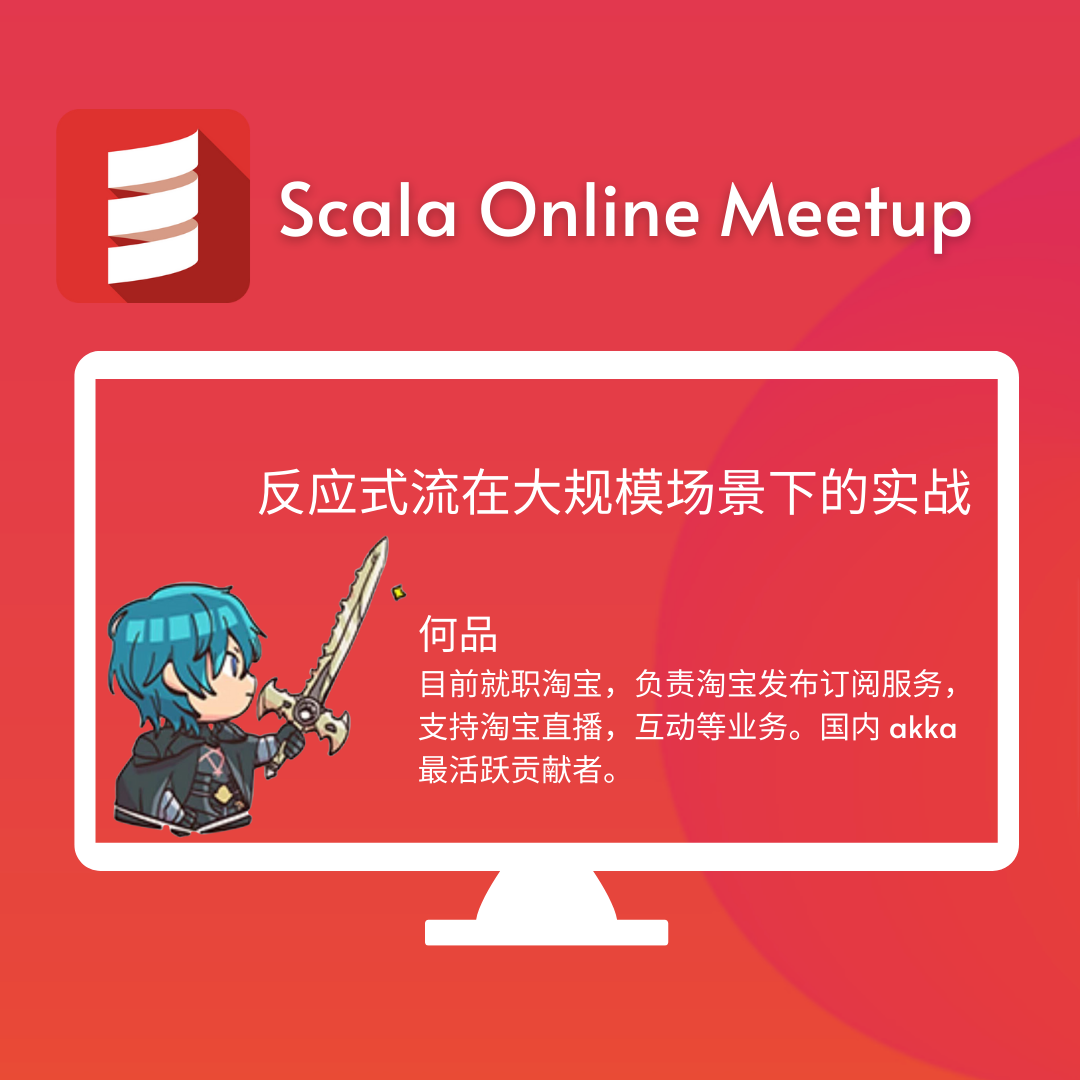 Scala Online Meetup
反应式流在大规模场景下的实战
何品
目前就职淘宝，负责淘宝发布订阅服务，
支持淘宝直播，互动等业务。国内 akka
最活跃贡献者。